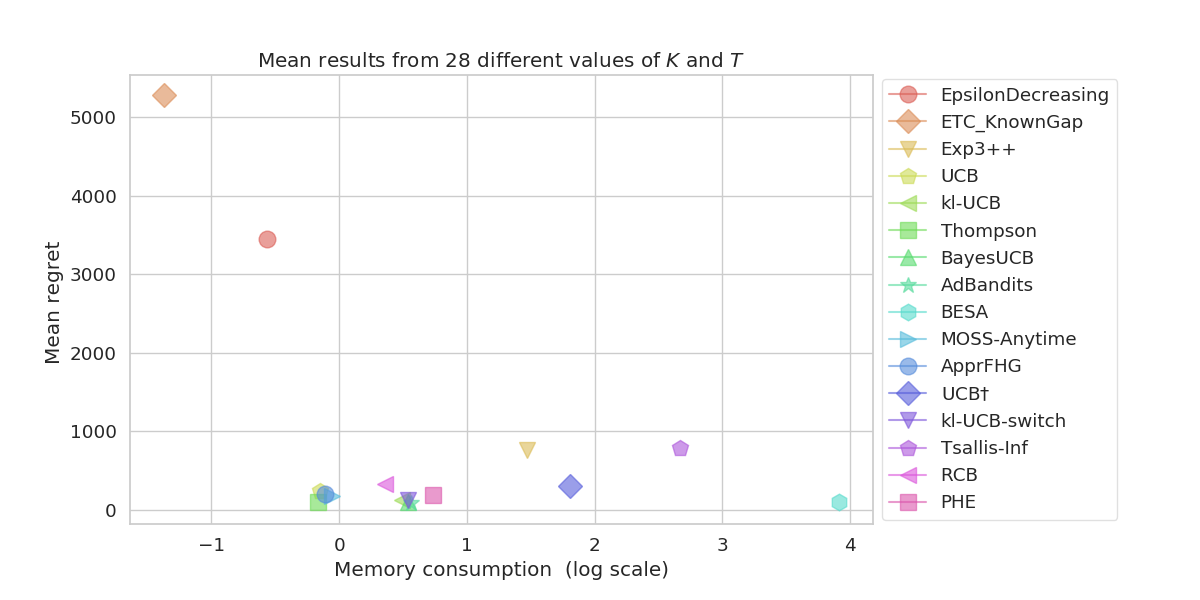 Mean results from 28 different values of K and T
Mean regret
5000
4000
3000
2000
1000
0
−1
0
1
2
3
4
Memory consumption  (log scale)
EpsilonDecreasing
ETC_KnownGap
Exp3++
UCB
kl-UCB
Thompson
BayesUCB
AdBandits
BESA
MOSS-Anytime
ApprFHG
UCB†
kl-UCB-switch
Tsallis-Inf
RCB
PHE